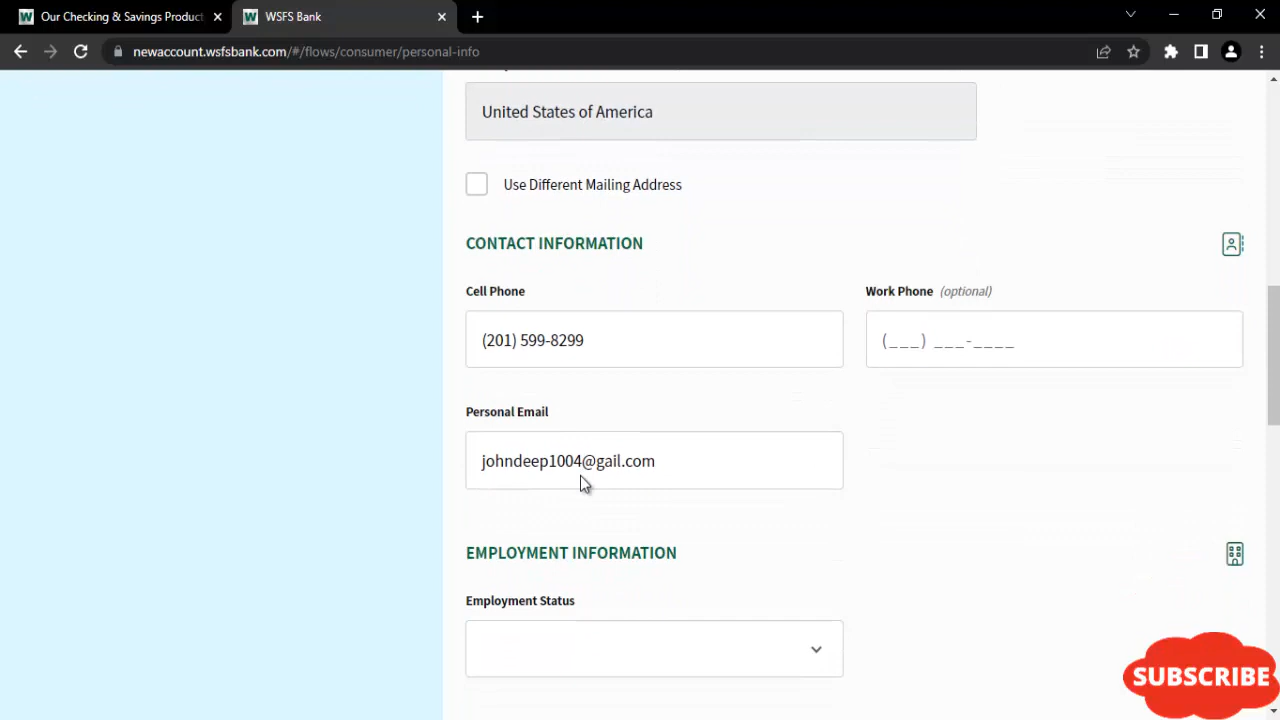 Our Checking & Savings Product
WSFS Bank
newaccount.wsfsbank.com/#/flows/consumer/personal-info
United States of America
Use Different Mailing Address
CONTACT INFORMATION
Cell Phone
Work Phone (optional)
(201) 599-8299
(___) ___-____
Personal Email
johndeep1004@gail.com
EMPLOYMENT INFORMATION
Employment Status
SUBSCRIBE